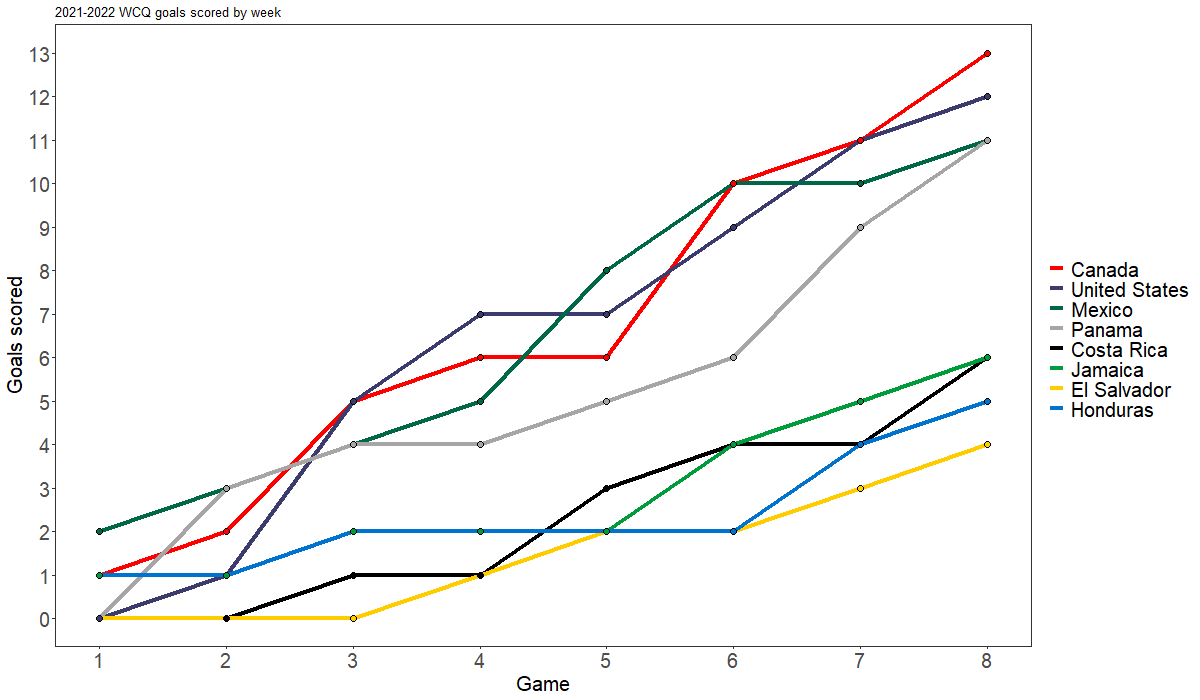 2021-2022 WCQ goals scored by week
13
12
11
10
9
8
7
6
5
4
3
2
1
0
Goals scored
1 2 3 4 5 6 7 8
Game
Canada
United States
Mexico
Panama
Costa Rica
Jamaica
El Salvador
Honduras